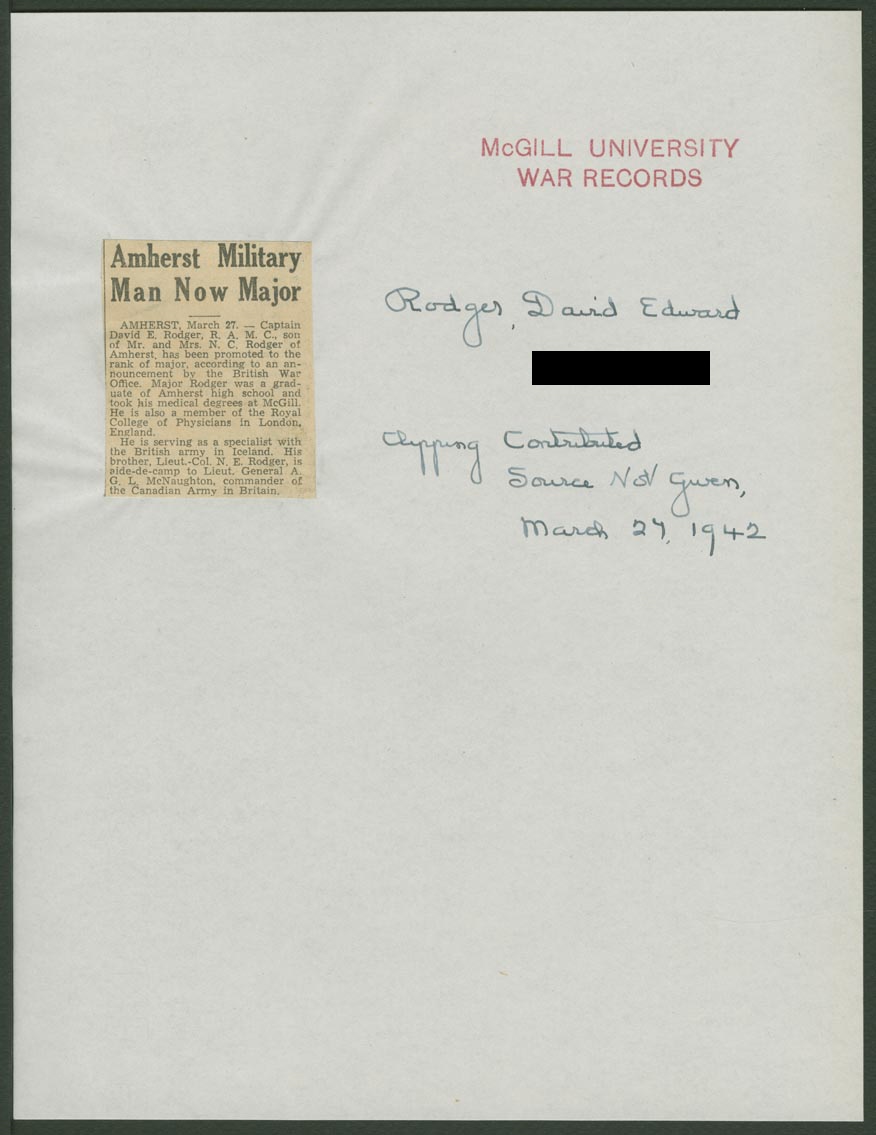 McGILL UNIVERSITY
WAR RECORDS
Amherst Military
Man Now Major
AMHERST, March 27. — Captain
David E. Rodger, R. A. M. C., son
of Mr. and Mrs. N. C. Rodger of
Amherst, has been promoted to the
rank of major, according to an an-
nouncement by the British War
Office. Major Rodger was a grad-
uate of Amherst high school and
took his medical degrees at McGill.
He is also a member of the Royal
College of Physicians in London,
England.
He is serving as a specialist with
the British army in Iceland. His
brother, Lieut.-Col. N. E. Rodger, is
aide-de-camp to Lieut. General A.
G. L. McNaughton, commander of
the Canadian Army in Britain.
Rodger, David Edward
Clipping Contributed
Source Not Given,
March 27, 1942